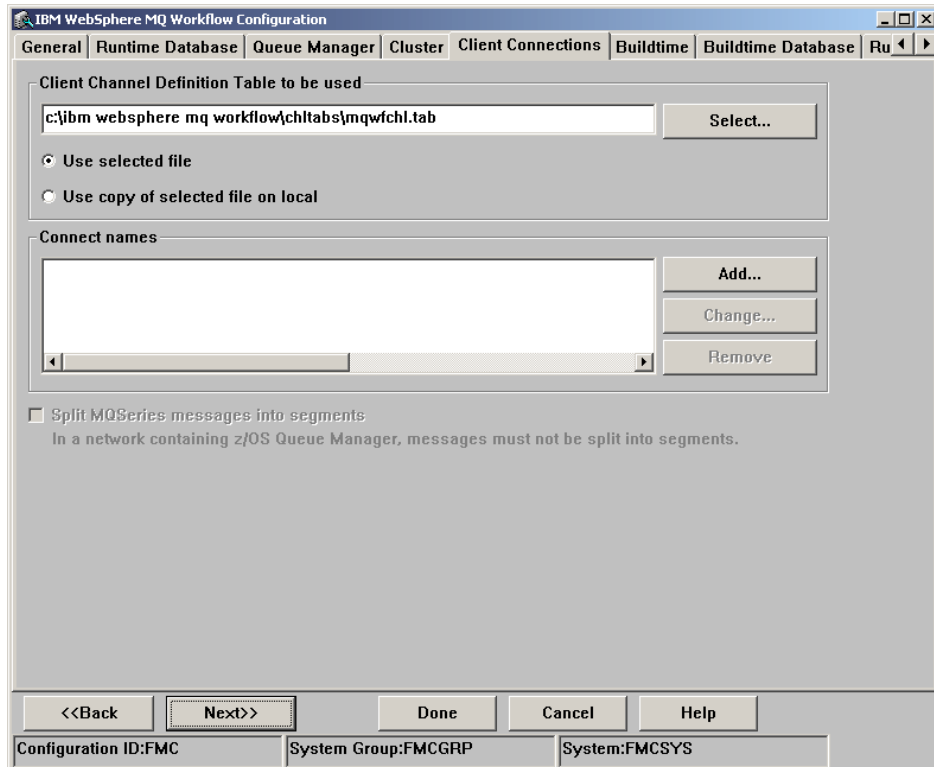 IBM WebSphere MQ Workflow Configuration
General Runtime Database Queue Manager Cluster Client Connections Buildtime Buildtime Database Ru
Client Channel Definition Table to be used
c:\ibm websphere mq workflow\chltabs\mqwfchl.tab
Select...
Use selected file
Use copy of selected file on local
Connect names
Add...
Change...
Remove
Split MQSeries messages into segments
In a network containing z/OS Queue Manager, messages must not be split into segments.
<<Back Next>> Done Cancel Help
Configuration ID:FMC System Group:FMCGRP System:FMCSYS